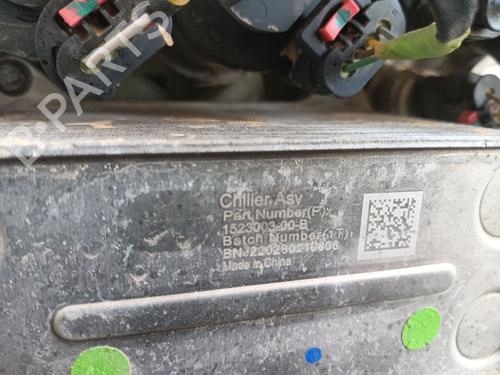 Chiller Asy
Part Number(P):
1523003-00-B
Batch Number(1T):
Made in China
B-PARTS